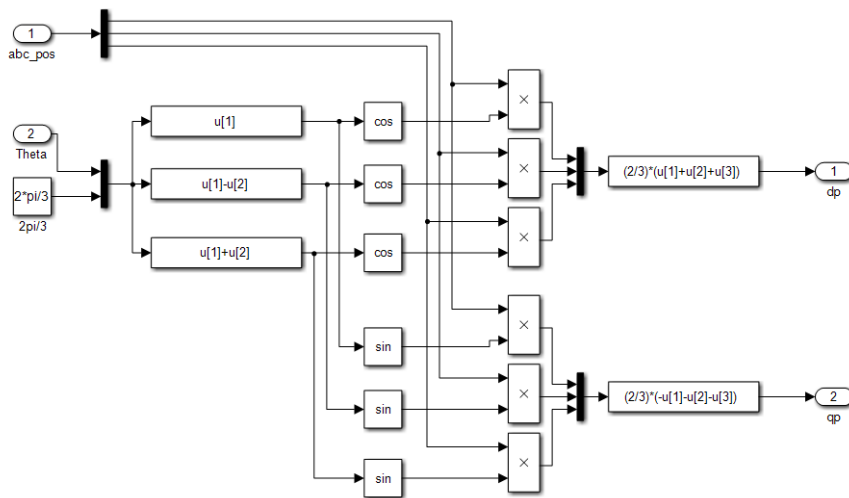 1
abc_pos
2
Theta
2*pi/3
2pi/3
u[1]
u[1]-u[2]
u[1]+u[2]
cos
cos
cos
sin
sin
sin
×
×
×
×
×
×
(2/3)*(u[1]+u[2]+u[3])
1
dp
(2/3)*(-u[1]-u[2]-u[3])
2
qp